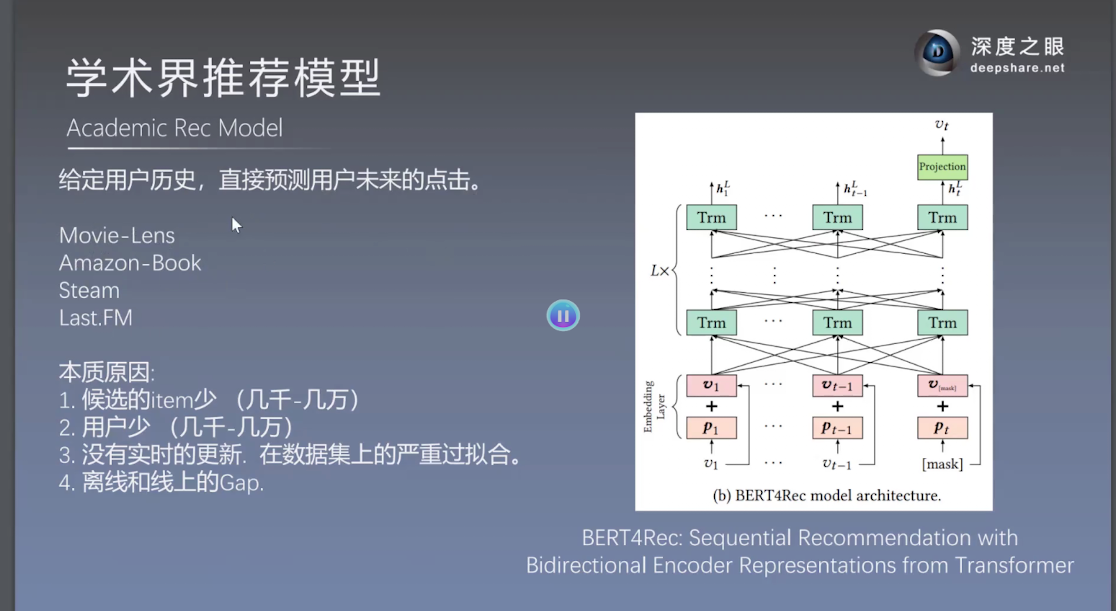 深度之眼
deepshare.net
学术界推荐模型
Academic Rec Model
给定用户历史，直接预测用户未来的点击。
Movie-Lens
Amazon-Book
Steam
Last.FM
本质原因:
1. 候选的item少 （几千-几万）
2. 用户少 （几千-几万）
3. 没有实时的更新. 在数据集上的严重过拟合。
4. 离线和线上的Gap.
v_t
Projection
h_1^L ... h_{t-1}^L h_t^L
Trm ... Trm Trm
L×
Trm ... Trm Trm
Embedding
Layer
v_1 ... v_{t-1} v_[mask]
+ + +
p_1 ... p_{t-1} p_t
v_1 ... v_{t-1} [mask]
(b) BERT4Rec model architecture.
BERT4Rec: Sequential Recommendation with
Bidirectional Encoder Representations from Transformer